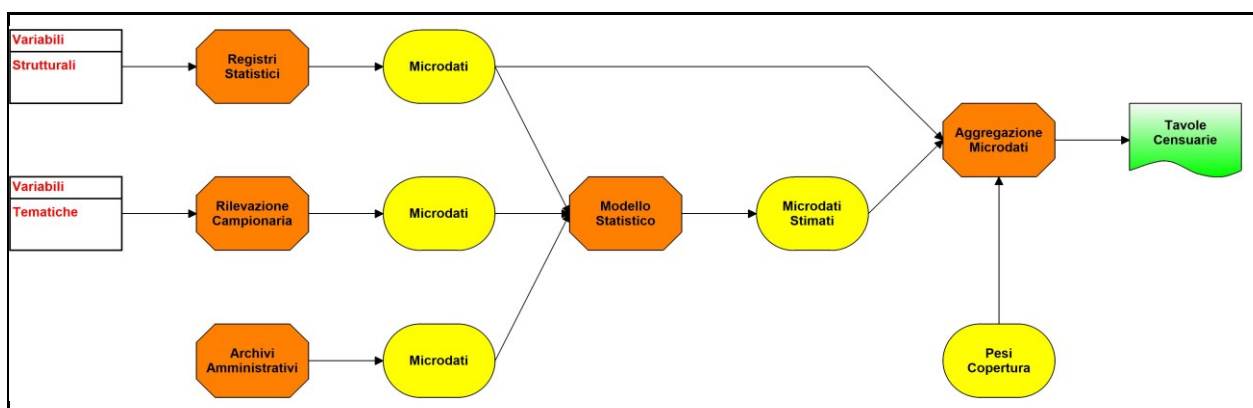 Variabili
Strutturali
Registri
Statistici
Microdati
Aggregazione
Microdati
Tavole
Censuarie
Variabili
Tematiche
Rilevazione
Campionaria
Microdati
Modello
Statistico
Microdati
Stimati
Archivi
Amministrativi
Microdati
Pesi
Copertura